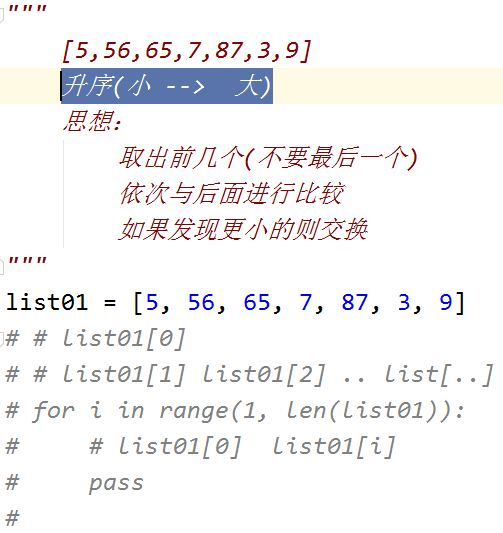 """
[5,56,65,7,87,3,9]
升序(小 -->  大)
思想:
取出前几个(不要最后一个)
依次与后面进行比较
如果发现更小的则交换
"""
list01 = [5, 56, 65, 7, 87, 3, 9]
# # list01[0]
# # list01[1] list01[2] .. list[..]
# for i in range(1, len(list01)):
#     # list01[0]  list01[i]
#     pass
#